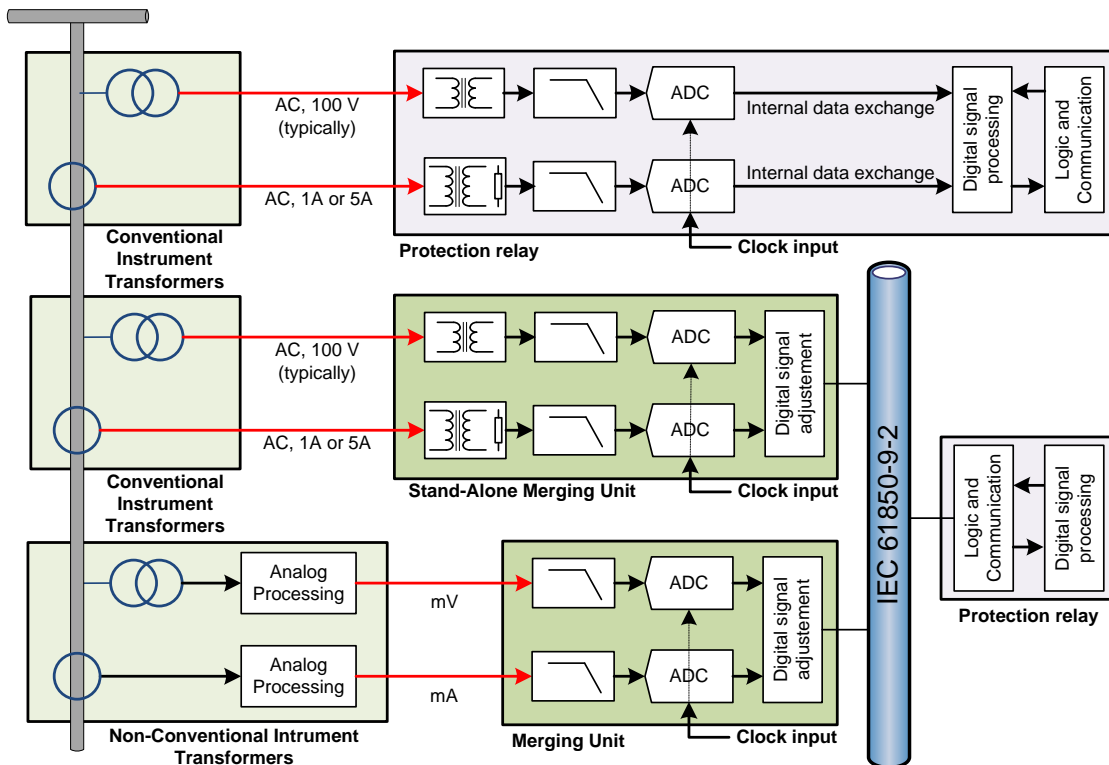 AC, 100 V
(typically)
AC, 1A or 5A
Conventional
Instrument
Transformers
ADC
ADC
Internal data exchange
Internal data exchange
Digital signal
processing
Logic and
Communication
Protection relay
Clock input
AC, 100 V
(typically)
AC, 1A or 5A
Conventional
Instrument
Transformers
ADC
ADC
Digital signal
adjustement
Stand-Alone Merging Unit
Clock input
IEC 61850-9-2
Logic and
Communication
Digital signal
processing
Protection relay
Analog
Processing
Analog
Processing
mV
mA
Non-Conventional Intrument
Transformers
ADC
ADC
Digital signal
adjustement
Merging Unit
Clock input